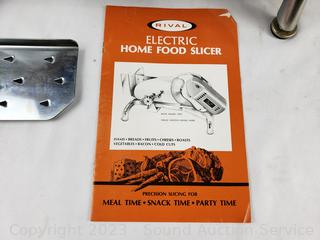 RIVAL
ELECTRIC
HOME FOOD SLICER
HAMS • BREADS • FRUITS • CHEESES • ROASTS
VEGETABLES • BACON • COLD CUTS
PRECISION SLICING FOR
MEAL TIME • SNACK TIME • PARTY TIME
Copyright 2023 Sound Auction Service